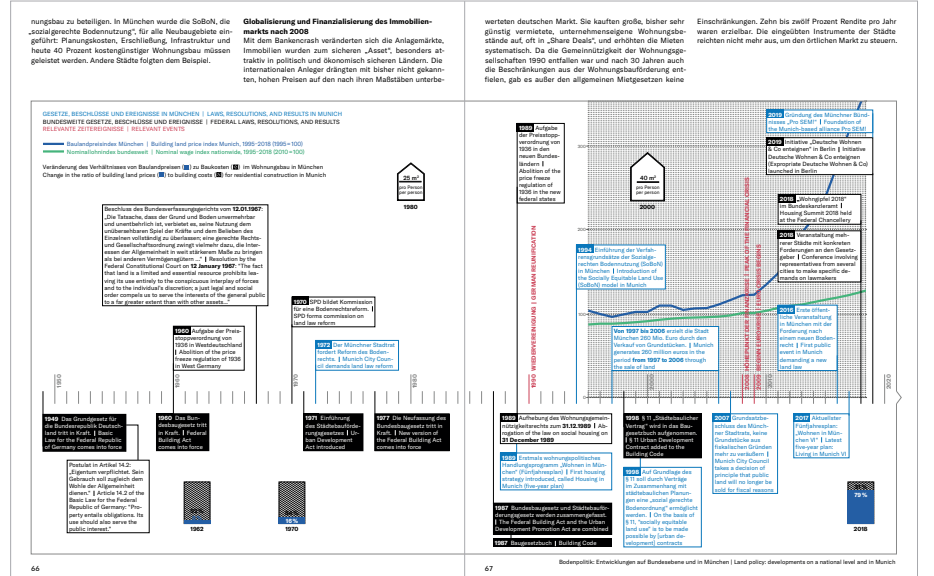 nungsbau zu beteiligen. In München wurde die SoBoN, die
„sozialgerechte Bodennutzung", für alle Neubaugebiete ein-
geführt: Planungskosten, Erschließung, Infrastruktur und
heute 40 Prozent kostengünstiger Wohnungsbau müssen
geleistet werden. Andere Städte folgten dem Beispiel.
Globalisierung und Finanzialisierung des Immobilien-
markts nach 2008
Mit dem Bankencrash veränderten sich die Anlagemärkte,
Immobilien wurden zum sicheren „Asset", besonders at-
traktiv in politisch und ökonomisch sicheren Ländern. Die
internationalen Anleger drängten mit bisher nicht gekann-
ten, hohen Preisen auf den nach ihren Maßstäben unterbe-
werteten deutschen Markt. Sie kauften große, bisher sehr
günstig vermietete, unternehmenseigene Wohnungsbe-
stände auf, oft in „Share Deals", und erhöhten die Mieten
systematisch. Da die Gemeinnützigkeit der Wohnungsge-
sellschaften 1990 entfallen war und nach 30 Jahren auch
die Beschränkungen aus der Wohnungsbauförderung ent-
fielen, gab es außer den allgemeinen Mietgesetzen keine
Einschränkungen. Zehn bis zwölf Prozent Rendite pro Jahr
waren erzielbar. Die eingeübten Instrumente der Städte
reichten nicht mehr aus, um den örtlichen Markt zu steuern.
GESETZE, BESCHLÜSSE UND EREIGNISSE IN MÜNCHEN | LAWS, RESOLUTIONS, AND RESULTS IN MUNICH
BUNDESWEITE GESETZE, BESCHLÜSSE UND EREIGNISSE | FEDERAL LAWS, RESOLUTIONS, AND RESULTS
RELEVANTE ZEITEREIGNISSE | RELEVANT EVENTS
Baulandpreisindex München | Building land price index Munich, 1995-2018 (1995=100)
Nominallohnindex bundesweit | Nominal wage index nationwide, 1995-2018 (2010=100)
Veränderung des Verhältnisses von Baulandpreisen zu Baukosten im Wohnungsbau in München
Change in the ratio of building land prices to building costs for residential construction in Munich
25 m²
pro Person
per person
1980
40 m²
pro Person
per person
2000
1989 Aufgabe
der Preisstopp-
verordnung von
1936 in den
neuen Bundes-
ländern |
Abolition of the
price freeze
regulation of
1936 in the new
federal states
2019 Gründung des Münchner Bünd-
nisses „Pro SEM!" | Foundation of
the Munich-based alliance Pro SEM!
2019 Initiative „Deutsche Wohnen
& Co enteignen" in Berlin | Initiative
Deutsche Wohnen & Co enteignen
(Expropriate Deutsche Wohnen & Co)
launched in Berlin
2018 „Wohngipfel 2018"
im Bundeskanzleramt |
Housing Summit 2018 held
at the Federal Chancellery
2018 Veranstaltung meh-
rerer Städte mit konkreten
Forderungen an den Gesetz-
geber | Conference involving
representatives from several
cities to make specific de-
mands on lawmakers
Beschluss des Bundesverfassungsgerichts vom 12.01.1967:
„Die Tatsache, dass der Grund und Boden unvermehrbar
und unentbehrlich ist, verbietet es, seine Nutzung dem
unübersehbaren Spiel der Kräfte und dem Belieben des
Einzelnen vollständig zu überlassen; eine gerechte Rechts-
und Gesellschaftsordnung zwingt vielmehr dazu, die Inter-
essen der Allgemeinheit in weit stärkerem Maße zu bringen
als bei anderen Vermögensgütern ..." | Resolution by the
Federal Constitutional Court on 12 January 1967: "The fact
that land is a limited and essential resource prohibits lea-
ving its use entirely to the conspicuous interplay of forces
and to the individual's discretion; a just legal and social
order compels us to serve the interests of the general public
to a far greater extent than with other assets..."
1994 Einführung der Verfah-
rensgrundsätze der Sozialge-
rechten Bodennutzung (SoBoN)
in München | Introduction of
the Socially Equitable Land Use
(SoBoN) model in Munich
1970 SPD bildet Kommission
für eine Bodenrechtsreform. |
SPD forms commission on
land law reform
1960 Aufgabe der Preis-
stoppverordnung von
1936 in Westdeutschland
| Abolition of the price
freeze regulation of 1936
in West Germany
1972 Der Münchner Stadtrat
fordert Reform des Boden-
rechts. | Munich City Coun-
cil demands land law reform
Von 1997 bis 2006 erzielt die Stadt
München 260 Mio. Euro durch den
Verkauf von Grundstücken. | Munich
generates 260 million euros in the
period from 1997 to 2006 through
the sale of land
2016 Erste öffent-
liche Veranstaltung
in München mit der
Forderung nach
einem neuen Boden-
recht | First public
event in Munich
demanding a new
land law
1990 WIEDERVEREINIGUNG | GERMAN REUNIFICATION
2008 HÖHEPUNKT DER FINANZKRISE | PEAK OF THE FINANCIAL CRISIS
2009 BEGINN EUROKRISE | EURO CRISIS BEGINS
300
200
100
1950
1960
1970
1980
2000
2010
2020
1949 Das Grundgesetz für
die Bundesrepublik Deutsch-
land tritt in Kraft. | Basic
Law for the Federal Republic
of Germany comes into force
1960 Das Bun-
desbaugesetz tritt
in Kraft. | Federal
Building Act
comes into force
1971 Einführung
des Städtebauförde-
rungsgesetzes | Ur-
ban Development
Act introduced
1977 Die Neufassung des
Bundesbaugesetz tritt in
Kraft. | New version of
the Federal Building Act
comes into force
1989 Aufhebung des Wohnungsgemein-
nützigkeitsrechts zum 31.12.1989 | Ab-
rogation of the law on social housing on
31 December 1989
1989 Erstmals wohnungspolitisches
Handlungsprogramm „Wohnen in Mün-
chen" (Fünfjahresplan) | First housing
strategy introduced, called Housing in
Munich (five-year plan)
1987 Bundesbaugesetz und Städtebauför-
derungsgesetz werden zusammengefasst.
| The Federal Building Act and the Urban
Development Promotion Act are combined
1987 Baugesetzbuch | Building Code
1998 § 11 „Städtebaulicher
Vertrag" wird in das Bau-
gesetzbuch aufgenommen.
| § 11 Urban Development
Contract added to the
Building Code
1998 Auf Grundlage des
§ 11 soll durch Verträge
im Zusammenhang mit
städtebaulichen Planun-
gen eine „sozial gerechte
Bodenordnung" ermöglicht
werden. | On the basis of
§ 11, "socially equitable
land use" is to be made
possible by (urban de-
velopment) contracts
2007 Grundsatzbe-
schluss des Münch-
ner Stadtrats, keine
Grundstücke aus
fiskalischen Gründen
mehr zu veräußern |
Munich City Council
takes a decision of
principle that public
land will no longer be
sold for fiscal reasons
2017 Aktualisierter
Fünfjahresplan:
„Wohnen in Mün-
chen VI" | Latest
five-year plan:
Living in Munich VI
Postulat in Artikel 14.2:
„Eigentum verpflichtet. Sein
Gebrauch soll zugleich dem
Wohle der Allgemeinheit
dienen." | Article 14.2 of the
Basic Law for the Federal
Republic of Germany: "Pro-
perty entails obligations. Its
use should also serve the
public interest."
1962
84%
16%
1970
21%
79%
2018
66
67
Bodenpolitik: Entwicklungen auf Bundesebene und in München | Land policy: developments on a national level and in Munich